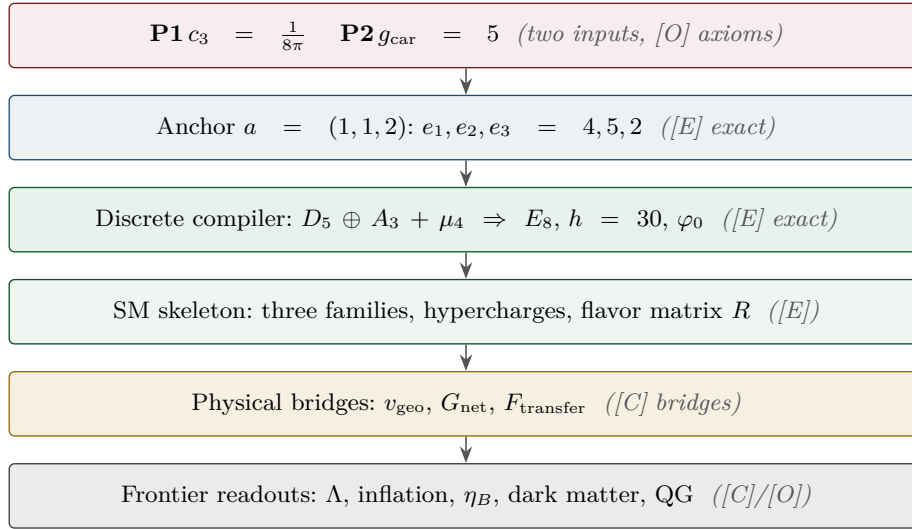 P1 c₃ = 1/(8π) P2 g_car = 5 (two inputs, [O] axioms)
Anchor a = (1, 1, 2): e₁, e₂, e₃ = 4, 5, 2 ([E] exact)
Discrete compiler: D₅ ⊕ A₃ + μ₄ ⇒ E₈, h = 30, φ₀ ([E] exact)
SM skeleton: three families, hypercharges, flavor matrix R ([E])
Physical bridges: v_geo, G_net, F_transfer ([C] bridges)
Frontier readouts: Λ, inflation, η_B, dark matter, QG ([C]/[O])